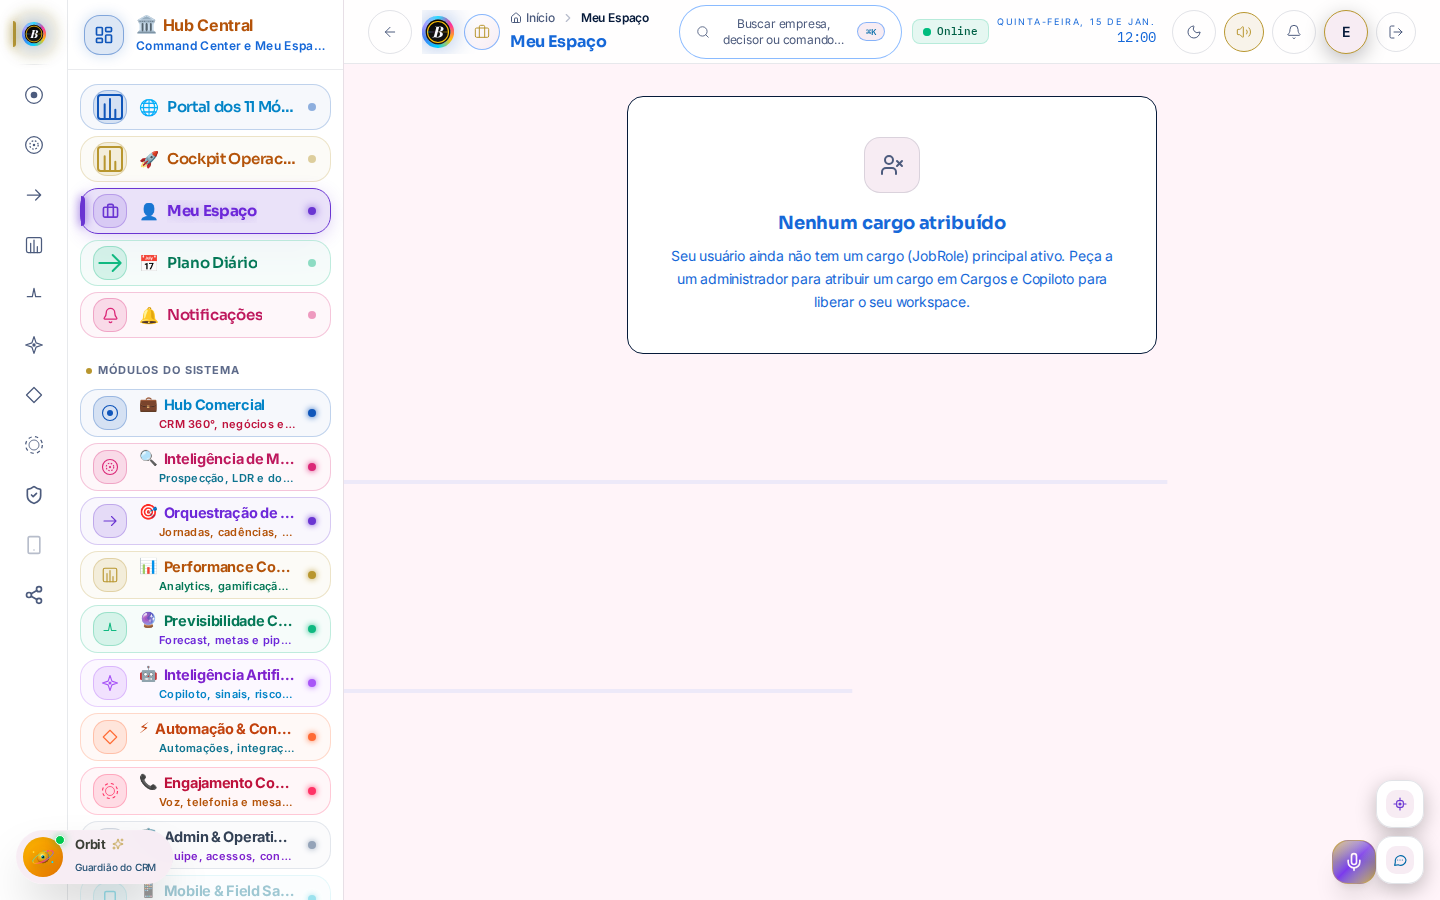 🏛️ Hub Central
Command Center e Meu Espa...
🌐 Portal dos 11 Mó...
🚀 Cockpit Operac...
👤 Meu Espaço
📅 Plano Diário
🔔 Notificações
MÓDULOS DO SISTEMA
💼 Hub Comercial
CRM 360°, negócios e...
🔍 Inteligência de M...
Prospecção, LDR e do...
🎯 Orquestração de ...
Jornadas, cadências, ...
📊 Performance Co...
Analytics, gamificaçã...
🔮 Previsibilidade C...
Forecast, metas e pip...
🤖 Inteligência Artifi...
Copiloto, sinais, risco...
⚡ Automação & Con...
Automações, integraç...
📞 Engajamento Co...
Voz, telefonia e mesa...
Admin & Operati...
uipe, acessos, con...
📱 Mobile & Field Sa...
Orbit
Guardião do CRM
B
Início > Meu Espaço
Meu Espaço
Buscar empresa,
decisor ou comando...
⌘K
Online
QUINTA-FEIRA, 15 DE JAN.
12:00
E
Nenhum cargo atribuído
Seu usuário ainda não tem um cargo (JobRole) principal ativo. Peça a
um administrador para atribuir um cargo em Cargos e Copiloto para
liberar o seu workspace.